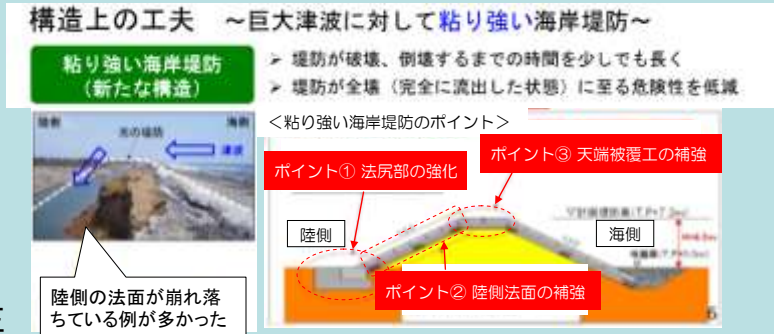 構造上の工夫 ~巨大津波に対して粘り強い海岸堤防~
粘り強い海岸堤防
(新たな構造)
➢ 堤防が破壊、倒壊するまでの時間を少しでも長く
➢ 堤防が全壊(完全に流出した状態)に至る危険性を低減
<粘り強い海岸堤防のポイント>
陸側
元の堤防
海側
津波
ポイント① 法尻部の強化
ポイント③ 天端被覆工の補強
陸側
海側
ポイント② 陸側法面の補強
陸側の法面が崩れ落
ちている例が多かった